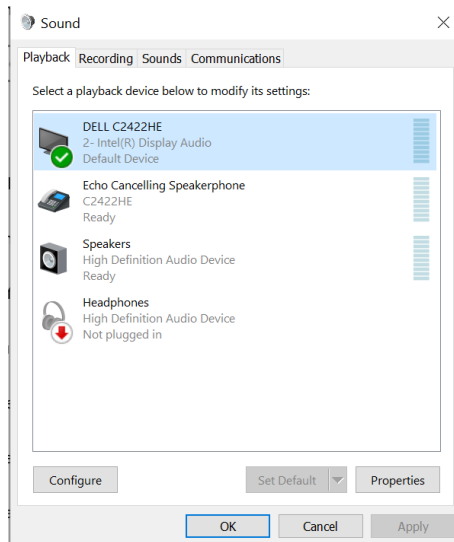 Sound
Playback Recording Sounds Communications
Select a playback device below to modify its settings:
DELL C2422HE
2- Intel(R) Display Audio
Default Device
Echo Cancelling Speakerphone
C2422HE
Ready
Speakers
High Definition Audio Device
Ready
Headphones
High Definition Audio Device
Not plugged in
Configure Set Default Properties
OK Cancel Apply